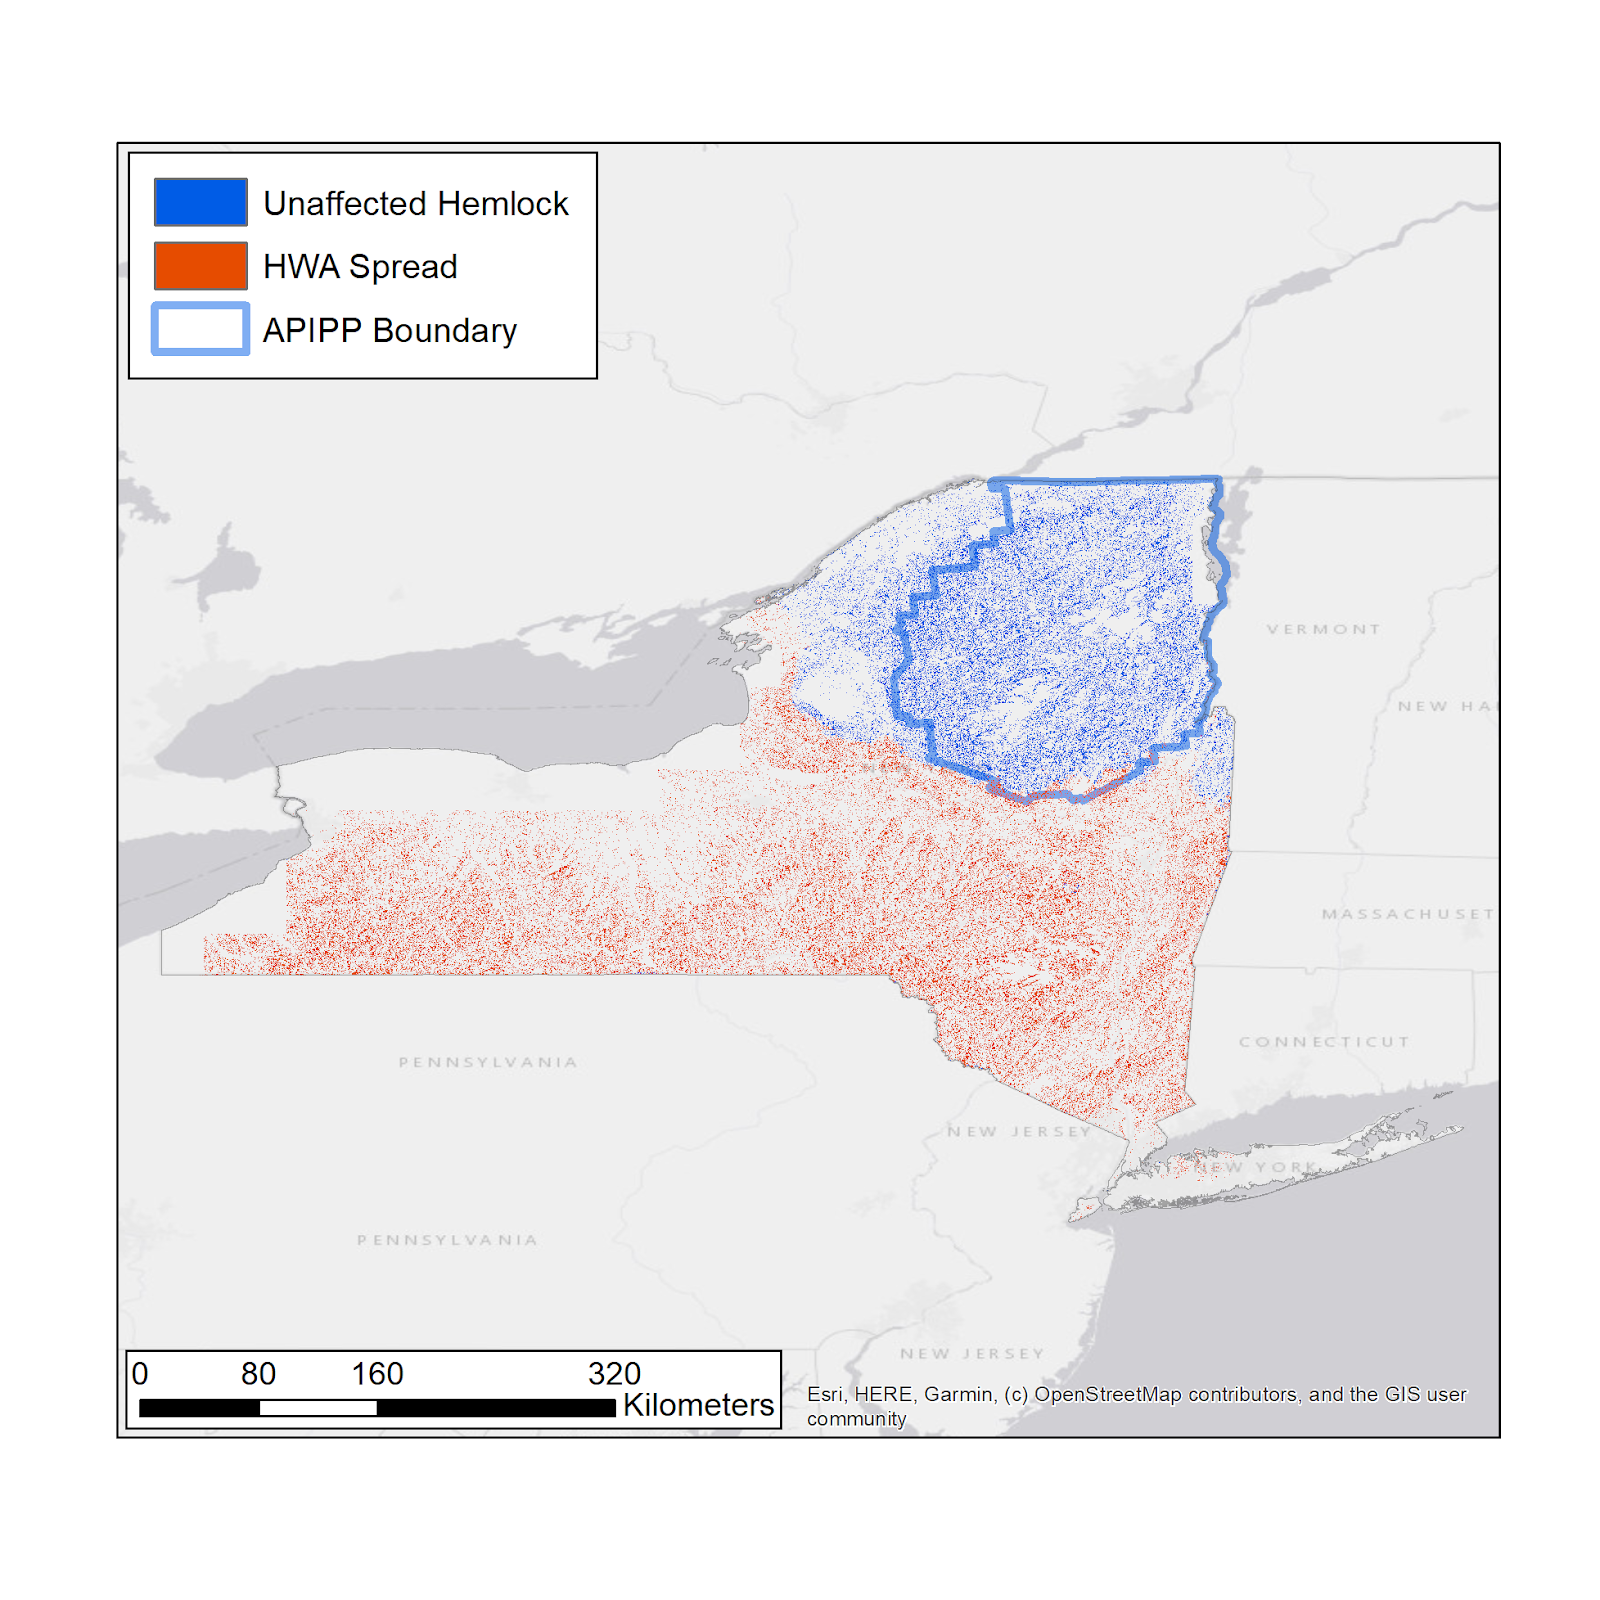 Unaffected Hemlock
HWA Spread
APIPP Boundary
VERMONT
NEW HA
MASSACHUSET
CONNECTICUT
PENNSYLVANIA
NEW JERSEY
NEW YORK
PENNSYLVANIA
NEW JERSEY
0 80 160 320
Kilometers
Esri, HERE, Garmin, (c) OpenStreetMap contributors, and the GIS user
community